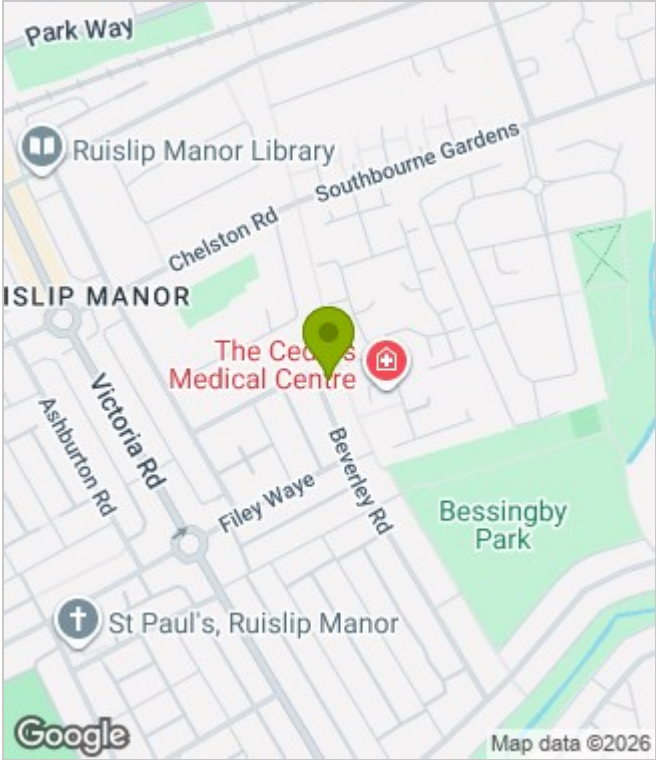 Park Way
Ruislip Manor Library
Southbourne Gardens
Chelston Rd
ISLIP MANOR
The
Medical Centre
Victoria Rd
Ashburton Rd
Beverley Rd
Filey Waye
Bessingby
Park
St Paul's, Ruislip Manor
Google
Map data ©2026